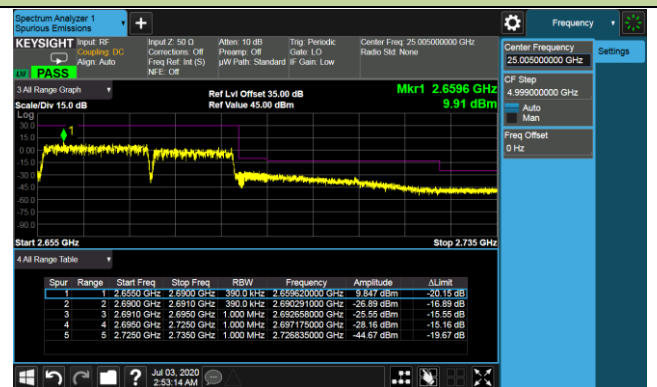 Spectrum Analyzer 1
Spurious Emissions
Frequency
KEYSIGHT
Input: RF
Coupling: DC
Align: Auto
Input Z: 50 Ω
Corrections: Off
Freq Ref: Int (S)
NFE: Off
Atten: 10 dB
Preamp: Off
µW Path: Standard
Trig: Periodic
Gate: LO
IF Gain: Low
Center Freq: 25.005000000 GHz
Radio Std: None
PASS
Center Frequency
25.005000000 GHz
Settings
CF Step
4.999000000 GHz
Auto
Man
Freq Offset
0 Hz
3 All Range Graph
Scale/Div 15.0 dB
Ref Lvl Offset 35.00 dB
Ref Value 45.00 dBm
Mkr1 2.6596 GHz
9.91 dBm
Log
30.0
15.0
0.00
-15.0
-30.0
-45.0
-60.0
-75.0
-90.0
1
Start 2.655 GHz
Stop 2.735 GHz
4 All Range Table
Spur Range Start Freq Stop Freq RBW Frequency Amplitude ΔLimit
1 1 2.6550 GHz 2.6900 GHz 390.0 kHz 2.659620000 GHz 9.847 dBm -20.15 dB
2 2 2.6900 GHz 2.6910 GHz 390.0 kHz 2.690291000 GHz -26.89 dBm -16.89 dB
3 3 2.6910 GHz 2.6950 GHz 1.000 MHz 2.692658000 GHz -25.55 dBm -15.55 dB
4 4 2.6950 GHz 2.7250 GHz 1.000 MHz 2.697175000 GHz -28.16 dBm -15.16 dB
5 5 2.7250 GHz 2.7350 GHz 1.000 MHz 2.726835000 GHz -44.67 dBm -19.67 dB
Jul 03, 2020
2:53:14 AM